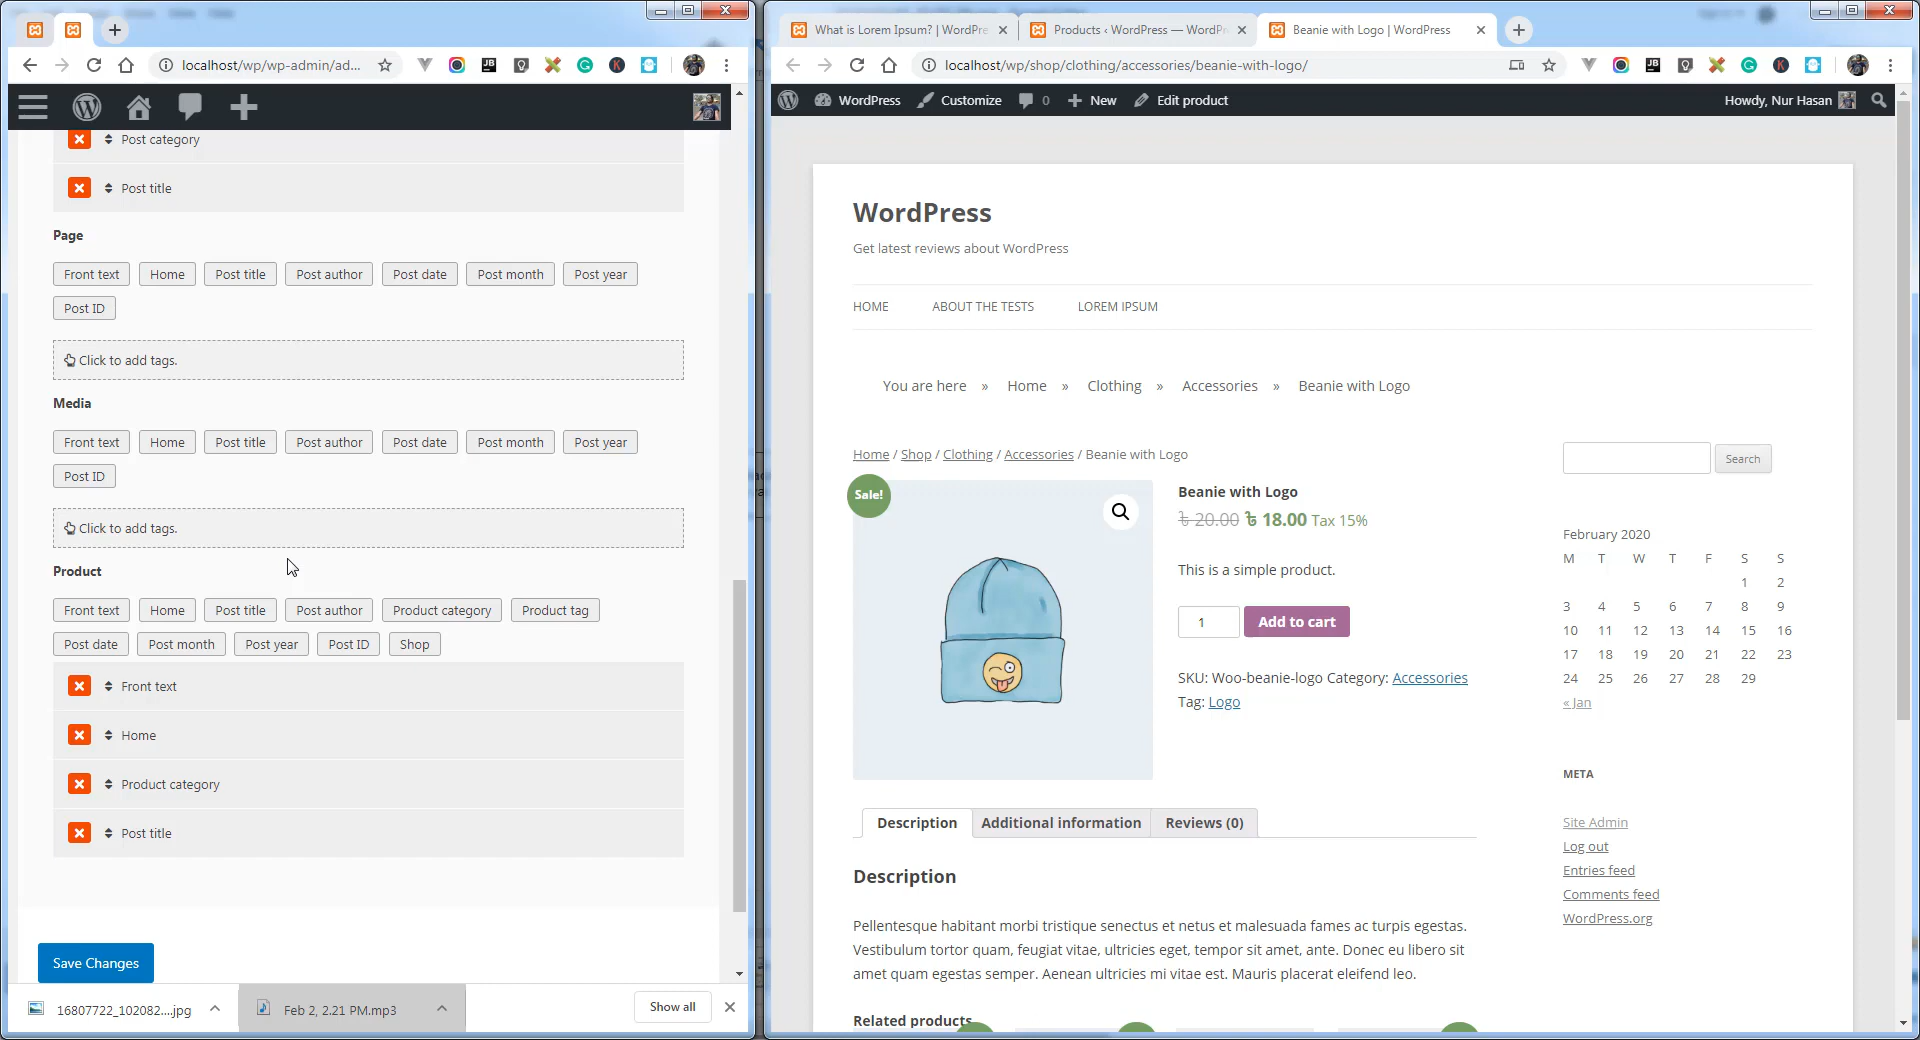 localhost/wp/wp-admin/ad...
Post category
Post title
Page
Front text
Home
Post title
Post author
Post date
Post month
Post year
Post ID
Click to add tags.
Media
Front text
Home
Post title
Post author
Post date
Post month
Post year
Post ID
Click to add tags.
Product
Front text
Home
Post title
Post author
Product category
Product tag
Post date
Post month
Post year
Post ID
Shop
Front text
Home
Product category
Post title
Save Changes
16807722_102082....jpg
Feb 2, 2.21 PM.mp3
Show all
What is Lorem Ipsum? | WordPre
Products ‹ WordPress — WordP
Beanie with Logo | WordPress
localhost/wp/shop/clothing/accessories/beanie-with-logo/
WordPress
Customize
0
New
Edit product
Howdy, Nur Hasan
WordPress
Get latest reviews about WordPress
HOME
ABOUT THE TESTS
LOREM IPSUM
You are here » Home » Clothing » Accessories » Beanie with Logo
Home / Shop / Clothing / Accessories / Beanie with Logo
Sale!
Beanie with Logo
৳ 20.00 ৳ 18.00 Tax 15%
This is a simple product.
1
Add to cart
SKU: Woo-beanie-logo Category: Accessories
Tag: Logo
Search
February 2020
M T W T F S S
1 2
3 4 5 6 7 8 9
10 11 12 13 14 15 16
17 18 19 20 21 22 23
24 25 26 27 28 29
« Jan
META
Site Admin
Log out
Entries feed
Comments feed
WordPress.org
Description
Additional information
Reviews (0)
Description
Pellentesque habitant morbi tristique senectus et netus et malesuada fames ac turpis egestas.
Vestibulum tortor quam, feugiat vitae, ultricies eget, tempor sit amet, ante. Donec eu libero sit
amet quam egestas semper. Aenean ultricies mi vitae est. Mauris placerat eleifend leo.
Related products